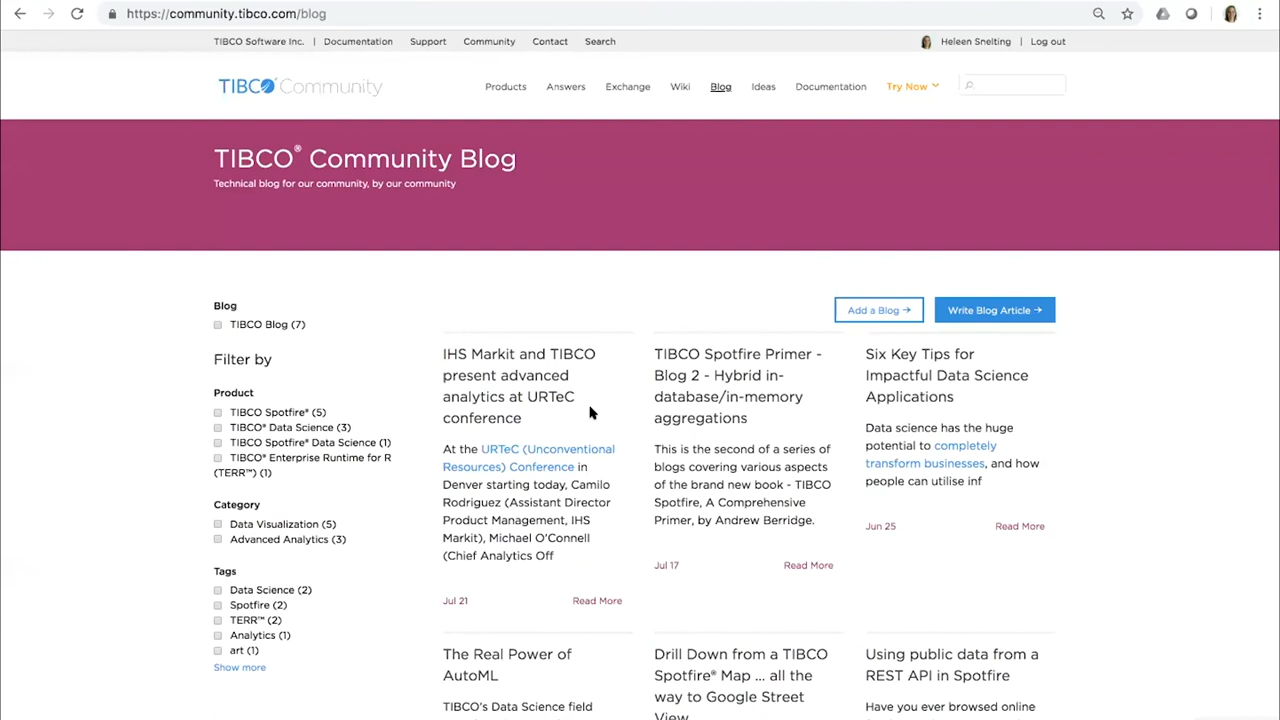 https://community.tibco.com/blog
TIBCO Software Inc. | Documentation Support Community Contact Search
Heleen Snelting | Log out
TIBCO® Community
Products Answers Exchange Wiki Blog Ideas Documentation Try Now
TIBCO® Community Blog
Technical blog for our community, by our community
Blog
TIBCO Blog (7)
Filter by
Product
TIBCO Spotfire® (5)
TIBCO® Data Science (3)
TIBCO Spotfire® Data Science (1)
TIBCO® Enterprise Runtime for R
(TERR™) (1)
Category
Data Visualization (5)
Advanced Analytics (3)
Tags
Data Science (2)
Spotfire (2)
TERR™ (2)
Analytics (1)
art (1)
Show more
Add a Blog →
Write Blog Article →
IHS Markit and TIBCO
present advanced
analytics at URTeC
conference
At the URTeC (Unconventional
Resources) Conference in
Denver starting today, Camilo
Rodriguez (Assistant Director
Product Management, IHS
Markit), Michael O'Connell
(Chief Analytics Off
Jul 21 Read More
TIBCO Spotfire Primer -
Blog 2 - Hybrid in-
database/in-memory
aggregations
This is the second of a series of
blogs covering various aspects
of the brand new book - TIBCO
Spotfire, A Comprehensive
Primer, by Andrew Berridge.
Jul 17 Read More
Six Key Tips for
Impactful Data Science
Applications
Data science has the huge
potential to completely
transform businesses, and how
people can utilise inf
Jun 25 Read More
The Real Power of
AutoML
TIBCO's Data Science field
Drill Down from a TIBCO
Spotfire® Map ... all the
way to Google Street
View
Using public data from a
REST API in Spotfire
Have you ever browsed online